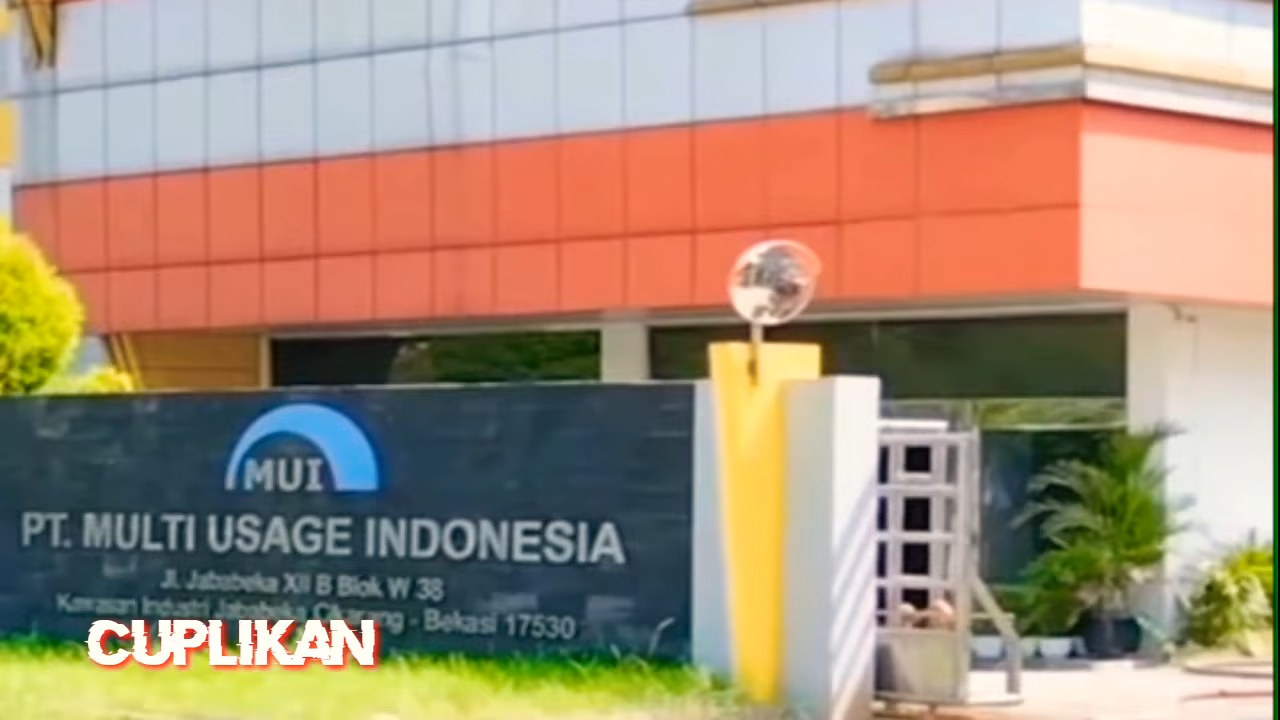 MUI
PT. MULTI USAGE INDONESIA
Jl. Jababeka XII B Blok W 38
Kawasan Industri Jababeka Cikarang - Bekasi 17530
CUPLIKAN